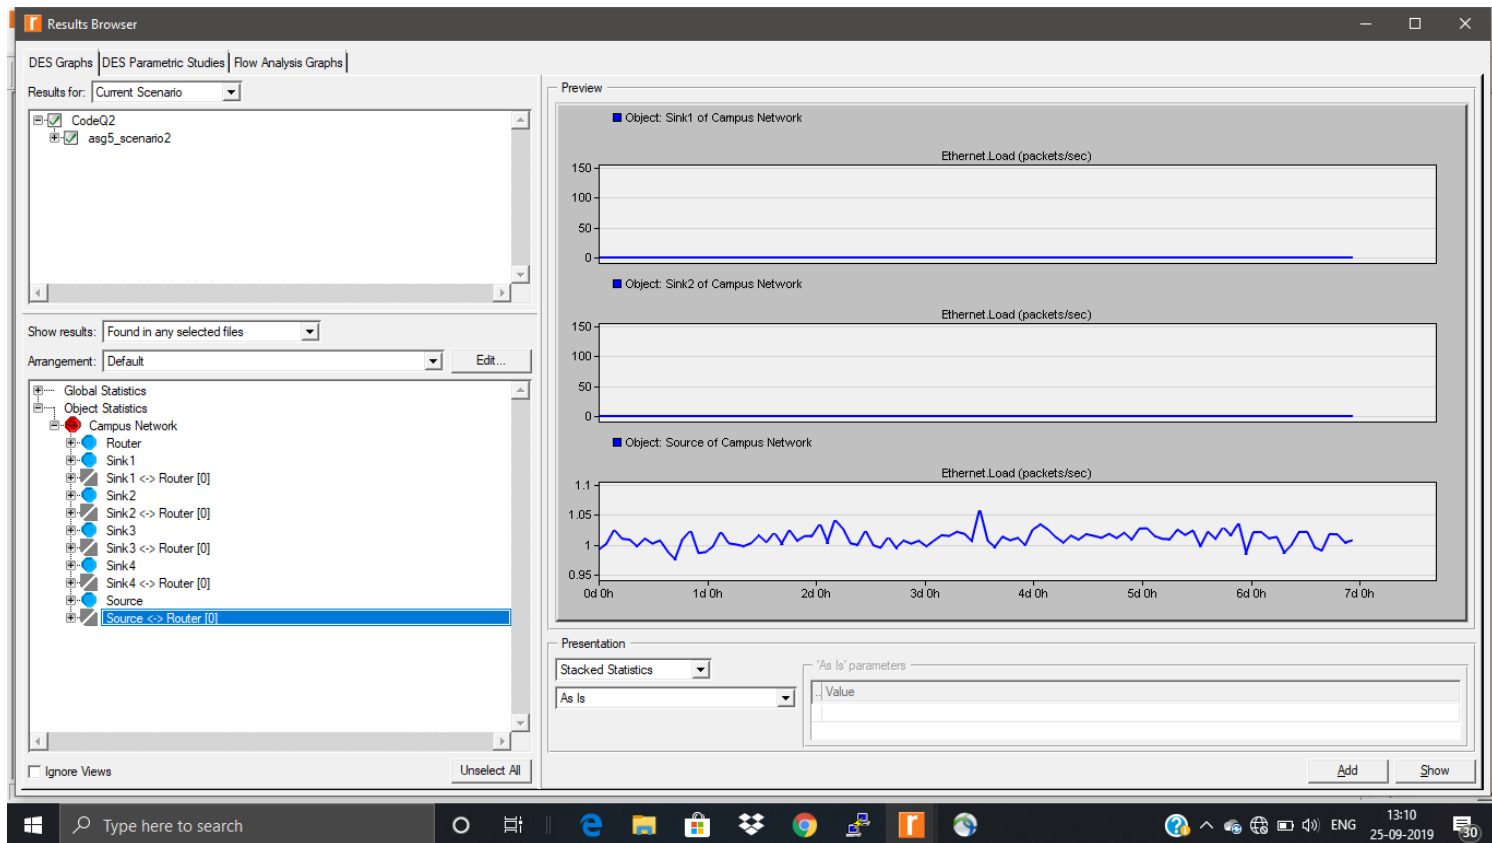 Results Browser
DES Graphs DES Parametric Studies Flow Analysis Graphs
Results for: Current Scenario
CodeQ2
asg5_scenario2
Show results: Found in any selected files
Arrangement: Default Edit...
Global Statistics
Object Statistics
Campus Network
Router
Sink1
Sink1 <-> Router [0]
Sink2
Sink2 <-> Router [0]
Sink3
Sink3 <-> Router [0]
Sink4
Sink4 <-> Router [0]
Source
Source <-> Router [0]
Ignore Views Unselect All
Preview
Object: Sink1 of Campus Network
Ethernet.Load (packets/sec)
150
100
50
0
Object: Sink2 of Campus Network
Ethernet.Load (packets/sec)
150
100
50
0
Object: Source of Campus Network
Ethernet.Load (packets/sec)
1.1
1.05
1
0.95
0d 0h 1d 0h 2d 0h 3d 0h 4d 0h 5d 0h 6d 0h 7d 0h
Presentation
Stacked Statistics
As Is
'As Is' parameters
.. Value
Add Show
Type here to search
ENG
13:10
25-09-2019
30